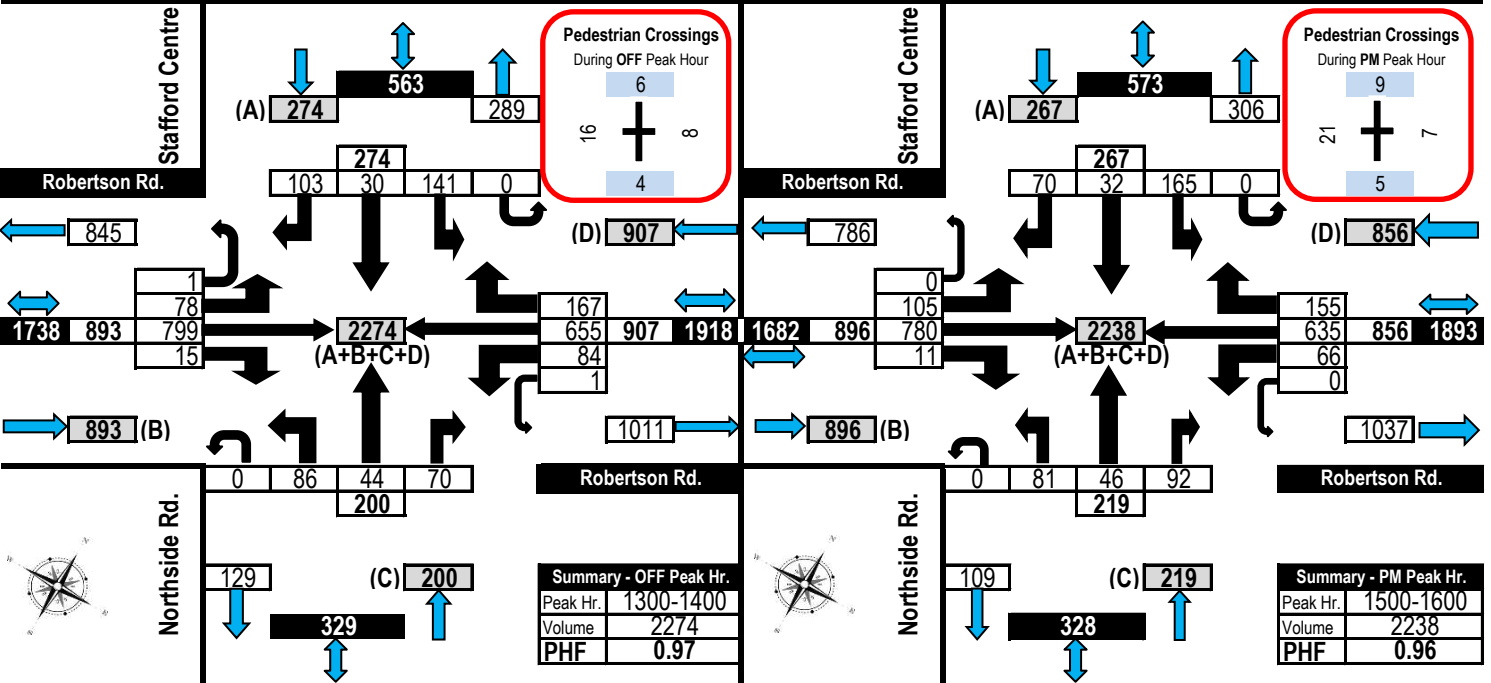 Stafford Centre
563
(A) 274
289
Pedestrian Crossings
During OFF Peak Hour
6
16
8
4
274
103 30 141 0
Robertson Rd.
845
(D) 907
1
78
799
15
1738 893
2274
(A+B+C+D)
167
655
84
1
907 1918
893 (B)
1011
0 86 44 70
200
Robertson Rd.
Northside Rd.
129
(C) 200
329
Summary - OFF Peak Hr.
Peak Hr. 1300-1400
Volume 2274
PHF 0.97
Stafford Centre
573
(A) 267
306
Pedestrian Crossings
During PM Peak Hour
9
21
7
5
267
70 32 165 0
Robertson Rd.
786
(D) 856
0
105
780
11
1682 896
2238
(A+B+C+D)
155
635
66
0
856 1893
896 (B)
1037
0 81 46 92
219
Robertson Rd.
Northside Rd.
109
(C) 219
328
Summary - PM Peak Hr.
Peak Hr. 1500-1600
Volume 2238
PHF 0.96